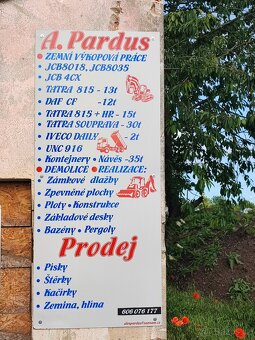 A. Pardus
• ZEMNÍ VÝKOPOVÁ PRÁCE
• JCB8018, JCB8035
• JCB 4CX
• TATRA 815 - 13t
• DAF CF -12t
• TATRA 815 + HR - 15t
• TATRA SOUPRAVA - 30t
• IVECO DAILY - 2t
• UNC 916
• Kontejnery • Návěs -35t
• DEMOLICE • REALIZACE:
• Zámkové dlažby
• Zpevněné plochy
• Ploty • Konstrukce
• Základové desky
• Bazény • Pergoly
Prodej
• Písky
• Štěrky
• Kačírky
• Zemina, hlína
606 076 177